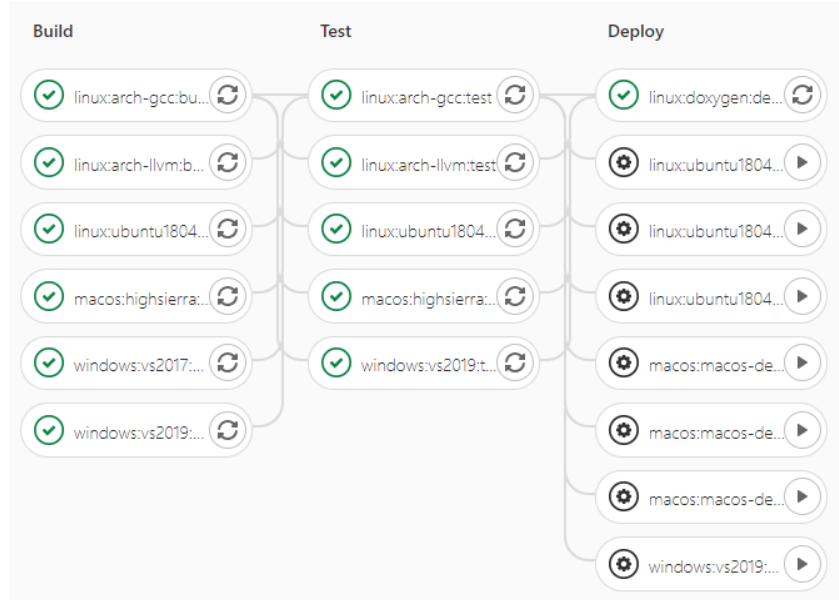 Build
linux:arch-gcc:bu...
linux:arch-llvm:b...
linux:ubuntu1804...
macos:highsierra:...
windows:vs2017:...
windows:vs2019:...
Test
linux:arch-gcc:test
linux:arch-llvm:test
linux:ubuntu1804...
macos:highsierra:...
windows:vs2019:t...
Deploy
linux:doxygen:de...
linux:ubuntu1804...
linux:ubuntu1804...
linux:ubuntu1804...
macos:macos-de...
macos:macos-de...
macos:macos-de...
windows:vs2019:...